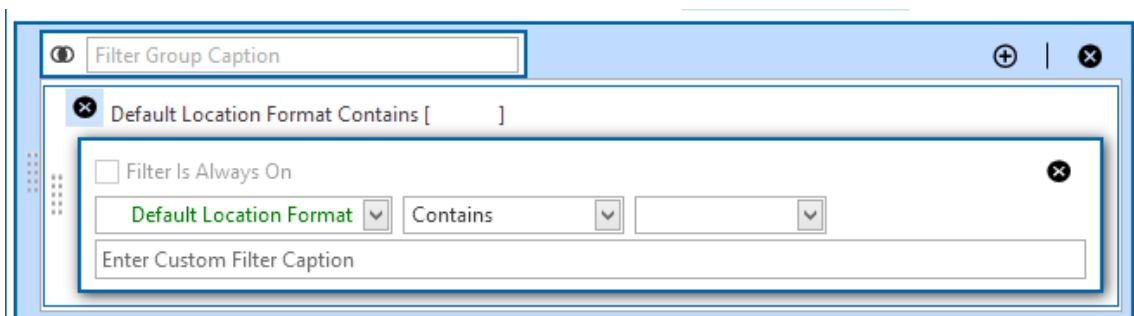 Filter Group Caption
Default Location Format Contains [ ]
Filter Is Always On
Default Location Format Contains
Enter Custom Filter Caption